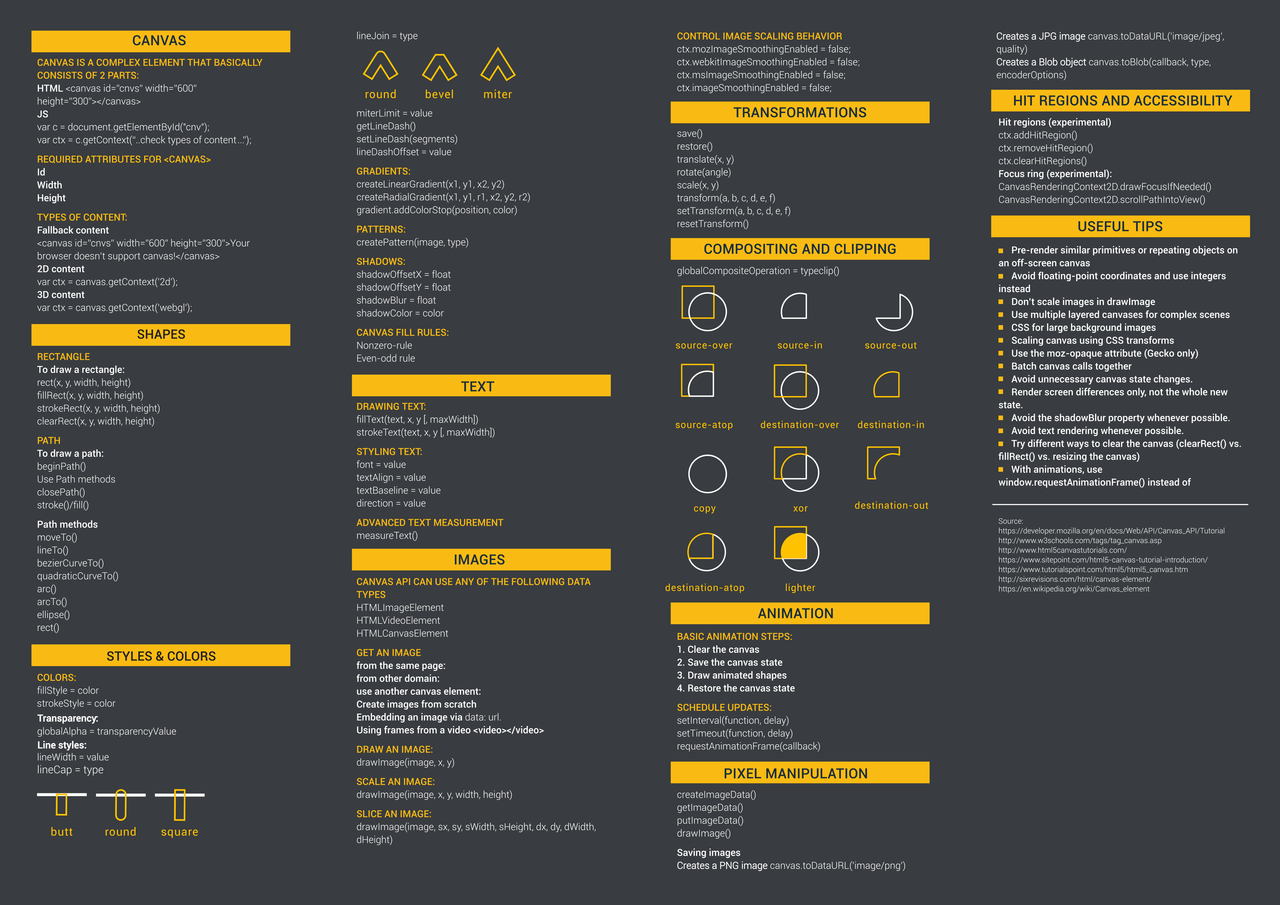 CANVAS
CANVAS IS A COMPLEX ELEMENT THAT BASICALLY
CONSISTS OF 2 PARTS:
HTML <canvas id="cnvs" width="600"
height="300"></canvas>
JS
var c = document.getElementById("cnv");
var ctx = c.getContext("..check types of content...");
REQUIRED ATTRIBUTES FOR <CANVAS>
Id
Width
Height
TYPES OF CONTENT:
Fallback content
<canvas id="cnvs" width="600" height="300">Your
browser doesn't support canvas!</canvas>
2D content
var ctx = canvas.getContext('2d');
3D content
var ctx = canvas.getContext('webgl');
SHAPES
RECTANGLE
To draw a rectangle:
rect(x, y, width, height)
fillRect(x, y, width, height)
strokeRect(x, y, width, height)
clearRect(x, y, width, height)
PATH
To draw a path:
beginPath()
Use Path methods
closePath()
stroke()/fill()
Path methods
moveTo()
lineTo()
bezierCurveTo()
quadraticCurveTo()
arc()
arcTo()
ellipse()
rect()
STYLES & COLORS
COLORS:
fillStyle = color
strokeStyle = color
Transparency:
globalAlpha = transparencyValue
Line styles:
lineWidth = value
lineCap = type
butt round square
lineJoin = type
round bevel miter
miterLimit = value
getLineDash()
setLineDash(segments)
lineDashOffset = value
GRADIENTS:
createLinearGradient(x1, y1, x2, y2)
createRadialGradient(x1, y1, r1, x2, y2, r2)
gradient.addColorStop(position, color)
PATTERNS:
createPattern(image, type)
SHADOWS:
shadowOffsetX = float
shadowOffsetY = float
shadowBlur = float
shadowColor = color
CANVAS FILL RULES:
Nonzero-rule
Even-odd rule
TEXT
DRAWING TEXT:
fillText(text, x, y [, maxWidth])
strokeText(text, x, y [, maxWidth])
STYLING TEXT:
font = value
textAlign = value
textBaseline = value
direction = value
ADVANCED TEXT MEASUREMENT
measureText()
IMAGES
CANVAS API CAN USE ANY OF THE FOLLOWING DATA
TYPES
HTMLImageElement
HTMLVideoElement
HTMLCanvasElement
GET AN IMAGE
from the same page:
from other domain:
use another canvas element:
Create images from scratch
Embedding an image via data: url.
Using frames from a video <video></video>
DRAW AN IMAGE:
drawImage(image, x, y)
SCALE AN IMAGE:
drawImage(image, x, y, width, height)
SLICE AN IMAGE:
drawImage(image, sx, sy, sWidth, sHeight, dx, dy, dWidth,
dHeight)
CONTROL IMAGE SCALING BEHAVIOR
ctx.mozImageSmoothingEnabled = false;
ctx.webkitImageSmoothingEnabled = false;
ctx.msImageSmoothingEnabled = false;
ctx.imageSmoothingEnabled = false;
TRANSFORMATIONS
save()
restore()
translate(x, y)
rotate(angle)
scale(x, y)
transform(a, b, c, d, e, f)
setTransform(a, b, c, d, e, f)
resetTransform()
COMPOSITING AND CLIPPING
globalCompositeOperation = typeclip()
source-over source-in source-out
source-atop destination-over destination-in
copy xor destination-out
destination-atop lighter
ANIMATION
BASIC ANIMATION STEPS:
1. Clear the canvas
2. Save the canvas state
3. Draw animated shapes
4. Restore the canvas state
SCHEDULE UPDATES:
setInterval(function, delay)
setTimeout(function, delay)
requestAnimationFrame(callback)
PIXEL MANIPULATION
createImageData()
getImageData()
putImageData()
drawImage()
Saving images
Creates a PNG image canvas.toDataURL('image/png')
Creates a JPG image canvas.toDataURL('image/jpeg',
quality)
Creates a Blob object canvas.toBlob(callback, type,
encoderOptions)
HIT REGIONS AND ACCESSIBILITY
Hit regions (experimental)
ctx.addHitRegion()
ctx.removeHitRegion()
ctx.clearHitRegions()
Focus ring (experimental):
CanvasRenderingContext2D.drawFocusIfNeeded()
CanvasRenderingContext2D.scrollPathIntoView()
USEFUL TIPS
■ Pre-render similar primitives or repeating objects on
an off-screen canvas
■ Avoid floating-point coordinates and use integers
instead
■ Don't scale images in drawImage
■ Use multiple layered canvases for complex scenes
■ CSS for large background images
■ Scaling canvas using CSS transforms
■ Use the moz-opaque attribute (Gecko only)
■ Batch canvas calls together
■ Avoid unnecessary canvas state changes.
■ Render screen differences only, not the whole new
state.
■ Avoid the shadowBlur property whenever possible.
■ Avoid text rendering whenever possible.
■ Try different ways to clear the canvas (clearRect() vs.
fillRect() vs. resizing the canvas)
■ With animations, use
window.requestAnimationFrame() instead of
Source:
https://developer.mozilla.org/en/docs/Web/API/Canvas_API/Tutorial
http://www.w3schools.com/tags/tag_canvas.asp
http://www.html5canvastutorials.com/
https://www.sitepoint.com/html5-canvas-tutorial-introduction/
https://www.tutorialspoint.com/html5/html5_canvas.htm
http://sixrevisions.com/html/canvas-element/
https://en.wikipedia.org/wiki/Canvas_element